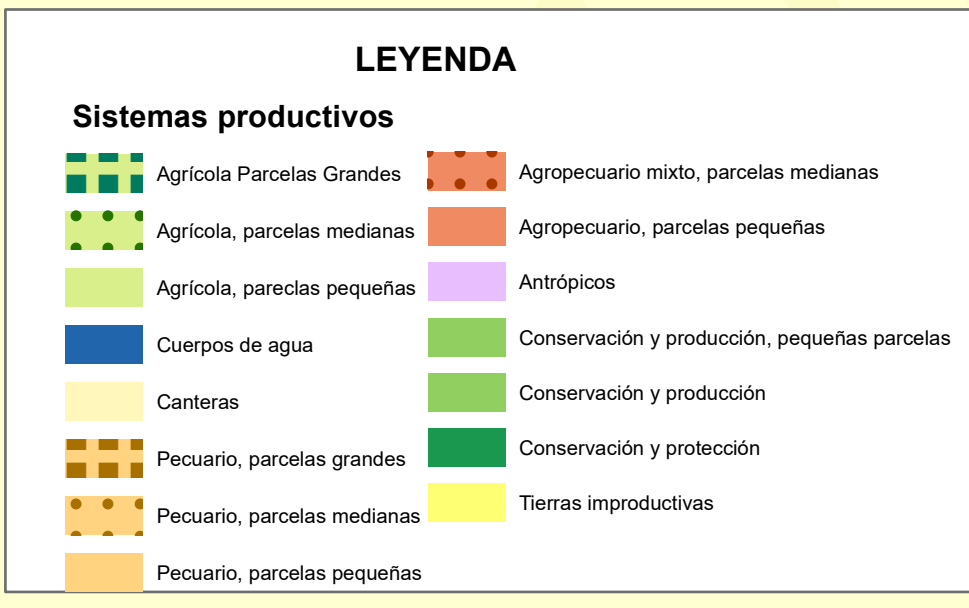 LEYENDA
Sistemas productivos
Agrícola Parcelas Grandes
Agrícola, parcelas medianas
Agrícola, pareclas pequeñas
Cuerpos de agua
Canteras
Pecuario, parcelas grandes
Pecuario, parcelas medianas
Pecuario, parcelas pequeñas
Agropecuario mixto, parcelas medianas
Agropecuario, parcelas pequeñas
Antrópicos
Conservación y producción, pequeñas parcelas
Conservación y producción
Conservación y protección
Tierras improductivas